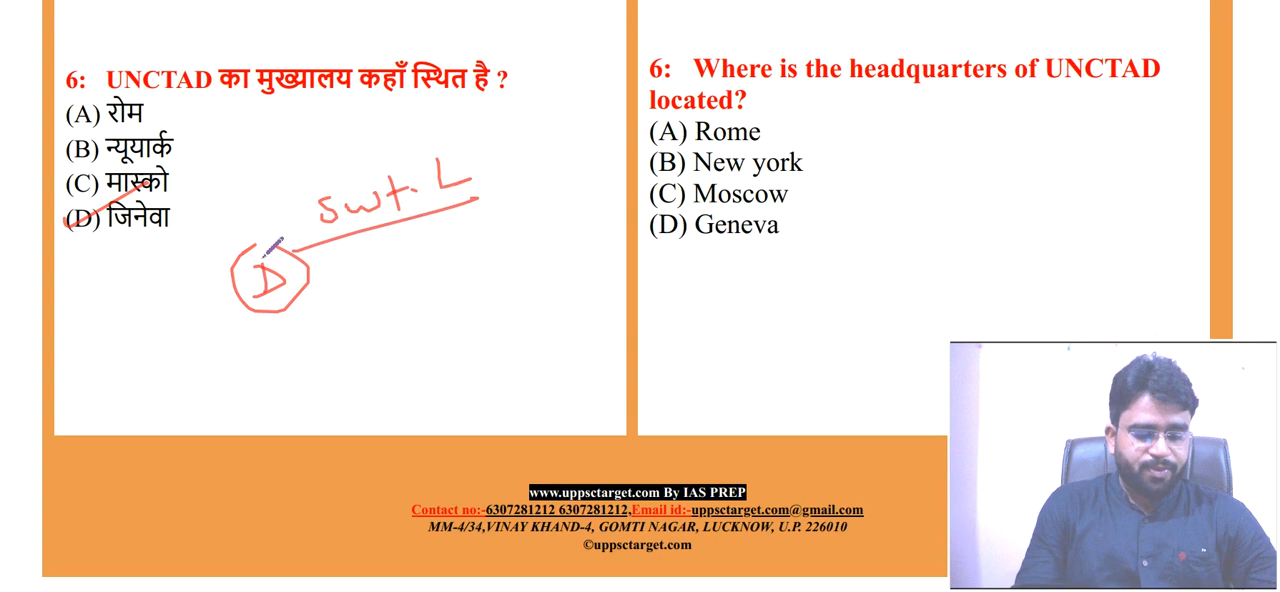 6: UNCTAD का मुख्यालय कहाँ स्थित है ?
(A) रोम
(B) न्यूयार्क
(C) मास्को
(D) जिनेवा
swt. L
D
6: Where is the headquarters of UNCTAD
located?
(A) Rome
(B) New york
(C) Moscow
(D) Geneva
www.uppsctarget.com By IAS PREP
Contact no:-6307281212 6307281212,Email id:-uppsctarget.com@gmail.com
MM-4/34,VINAY KHAND-4, GOMTI NAGAR, LUCKNOW, U.P. 226010
©uppsctarget.com